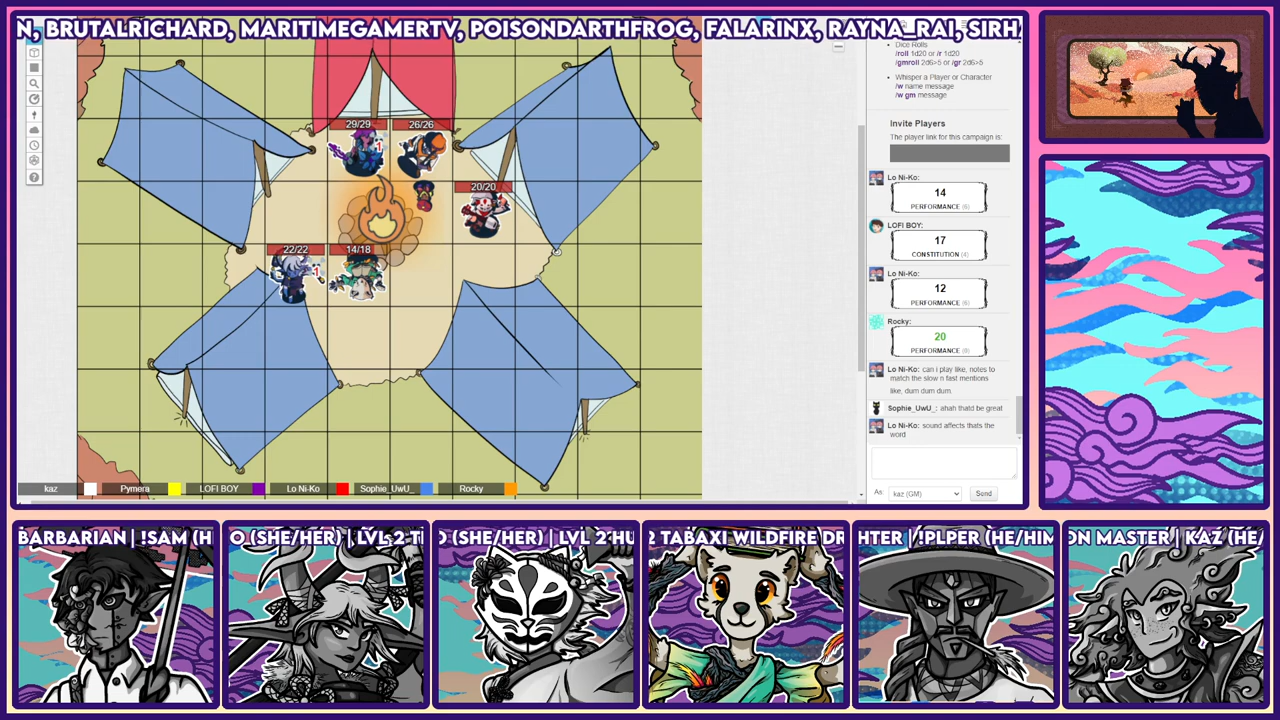 N, BRUTALRICHARD, MARITIMEGAMERTV, POISONDARTHFROG, FALARINX, RAYNA_RAI, SIRH
Dice Rolls
/roll 1d20 or /r 1d20
/gmroll 2d6>5 or /gr 2d6>5
Whisper a Player or Character
/w name message
/w gm message
Invite Players
The player link for this campaign is:
Lo Ni-Ko:
14
PERFORMANCE (6)
LOFI BOY:
17
CONSTITUTION (4)
Lo Ni-Ko:
12
PERFORMANCE (6)
Rocky:
20
PERFORMANCE (8)
Lo Ni-Ko: can i play like, notes to
match the slow n fast mentions
like, dum dum dum.
Sophie_UwU_: ahah thatd be great
Lo Ni-Ko: sound affects thats the
word
As: kaz (GM) Send
29/29
26/26
1
20/20
22/22
14/18
1
kaz
Pymera
LOFI BOY
Lo Ni-Ko
Sophie_UwU_
Rocky
BARBARIAN | !SAM (H
O (SHE/HER) | LVL 2 TI
O (SHE/HER) | LVL 2 HU
2 TABAXI WILDFIRE DR
HTER | !PLPER (HE/HIM
ON MASTER | KAZ (HE/